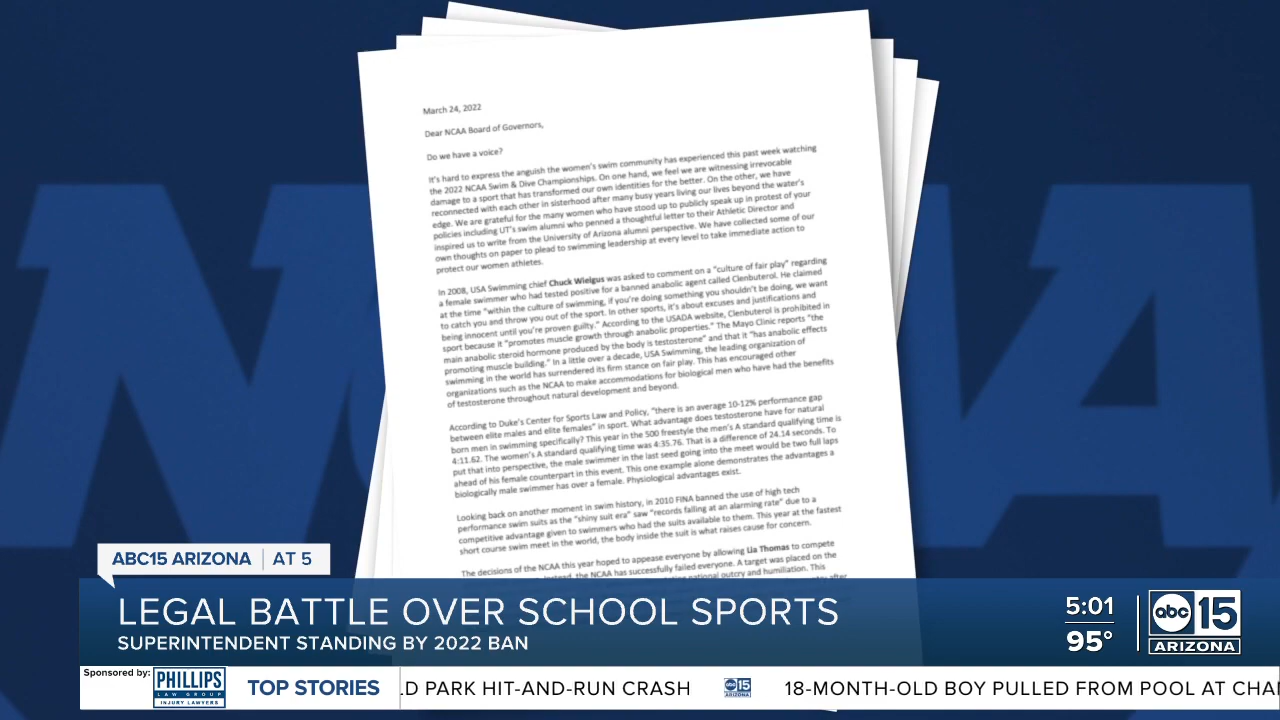 March 24, 2022
Dear NCAA Board of Governors,
Do we have a voice?
It's hard to express the anguish the women's swim community has experienced this past week watching
the 2022 NCAA Swim & Dive Championships. On one hand, we feel we are witnessing irrevocable
damage to a sport that has transformed our own identities for the better. On the other, we have
reconnected with each other in sisterhood after many busy years living our lives beyond the water's
edge. We are grateful for the many women who have stood up to publicly speak up in protest of your
policies including UT's swim alumni who penned a thoughtful letter to their Athletic Director and
inspired us to write from the University of Arizona alumni perspective. We have collected some of our
own thoughts on paper to plead to swimming leadership at every level to take immediate action to
protect our women athletes.
In 2008, USA Swimming chief Chuck Wielgus was asked to comment on a "culture of fair play" regarding
a female swimmer who had tested positive for a banned anabolic agent called Clenbuterol. He claimed
at the time "within the culture of swimming, if you're doing something you shouldn't be doing, we want
to catch you and throw you out of the sport. In other sports, it's about excuses and justifications and
being innocent until you're proven guilty." According to the USADA website, Clenbuterol is prohibited in
sport because it "promotes muscle growth through anabolic properties." The Mayo Clinic reports "the
main anabolic steroid hormone produced by the body is testosterone" and that it "has anabolic effects
promoting muscle building." In a little over a decade, USA Swimming, the leading organization of
swimming in the world has surrendered its firm stance on fair play. This has encouraged other
organizations such as the NCAA to make accommodations for biological men who have had the benefits
of testosterone throughout natural development and beyond.
According to Duke's Center for Sports Law and Policy, "there is an average 10-12% performance gap
between elite males and elite females" in sport. What advantage does testosterone have for natural
born men in swimming specifically? This year in the 500 freestyle the men's A standard qualifying time is
4:11.62. The women's A standard qualifying time was 4:35.76. That is a difference of 24.14 seconds. To
put that into perspective, the male swimmer in the last seed going into the meet would be two full laps
ahead of his female counterpart in this event. This one example alone demonstrates the advantages a
biologically male swimmer has over a female. Physiological advantages exist.
Looking back on another moment in swim history, in 2010 FINA banned the use of high tech
performance swim suits as the "shiny suit era" saw "records falling at an alarming rate" due to a
competitive advantage given to swimmers who had the suits available to them. This year at the fastest
short course swim meet in the world, the body inside the suit is what raises cause for concern.
The decisions of the NCAA this year hoped to appease everyone by allowing Lia Thomas to compete
the NCAA has successfully failed everyone. A target was placed on the
national outcry and humiliation. This
after
ABC15 ARIZONA | AT 5
LEGAL BATTLE OVER SCHOOL SPORTS
SUPERINTENDENT STANDING BY 2022 BAN
5:01
95°
abc 15
ARIZONA
Sponsored by:
PHILLIPS
LAW GROUP
INJURY LAWYERS
TOP STORIES
LD PARK HIT-AND-RUN CRASH
abc 15
ARIZONA
18-MONTH-OLD BOY PULLED FROM POOL AT CHA